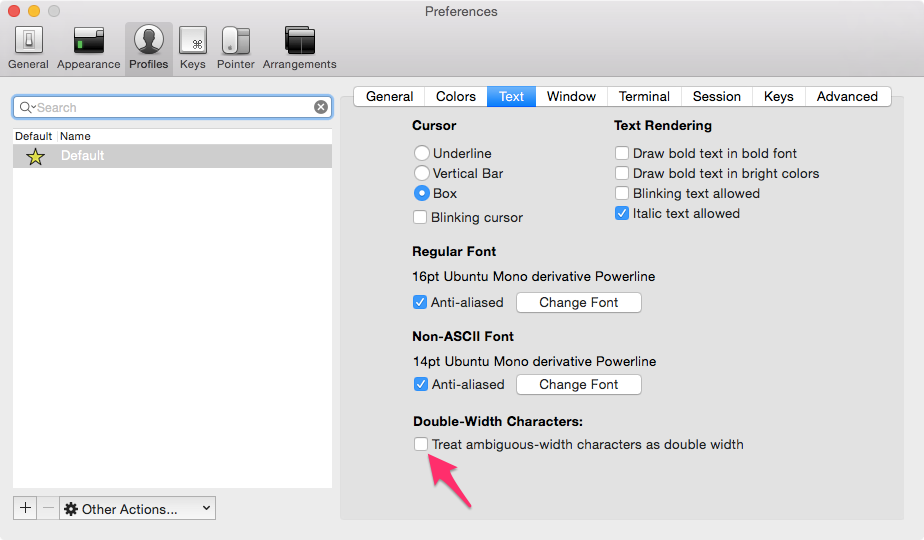 Preferences
General Appearance Profiles Keys Pointer Arrangements
Search
Default Name
Default
General Colors Text Window Terminal Session Keys Advanced
Cursor
Underline
Vertical Bar
Box
Blinking cursor
Text Rendering
Draw bold text in bold font
Draw bold text in bright colors
Blinking text allowed
Italic text allowed
Regular Font
16pt Ubuntu Mono derivative Powerline
Anti-aliased Change Font
Non-ASCII Font
14pt Ubuntu Mono derivative Powerline
Anti-aliased Change Font
Double-Width Characters:
Treat ambiguous-width characters as double width
+ − Other Actions...